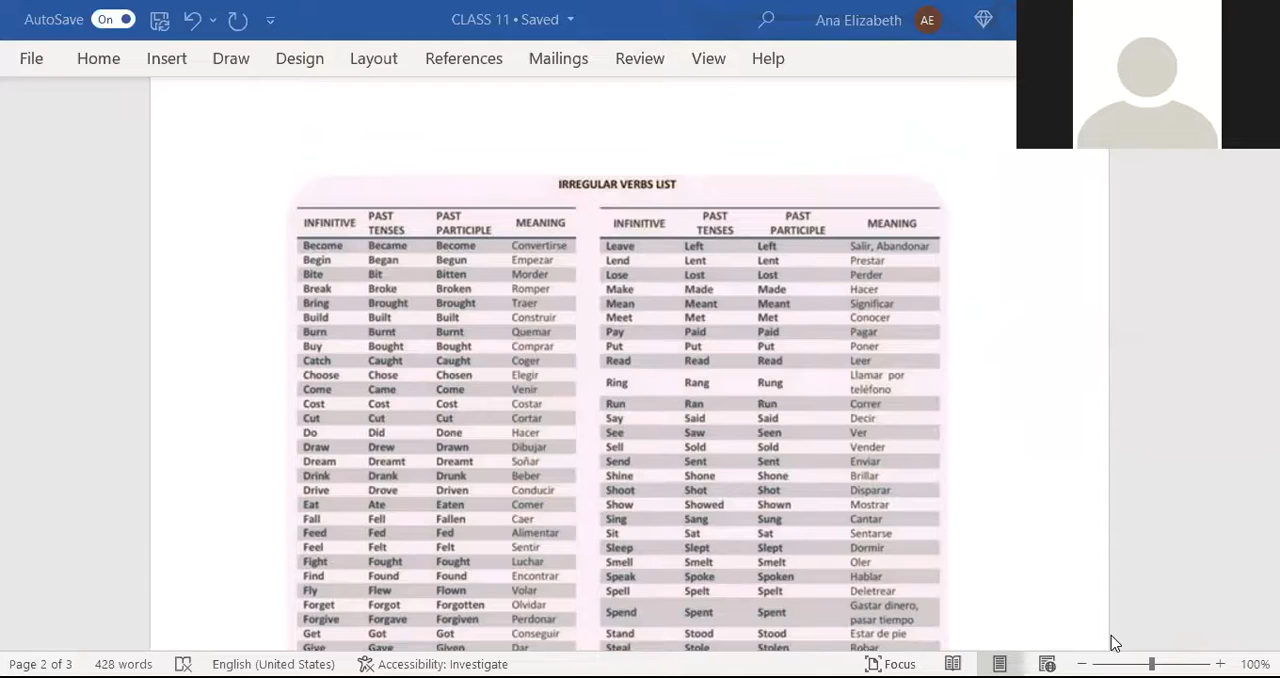 AutoSave On CLASS 11 • Saved Ana Elizabeth AE
File Home Insert Draw Design Layout References Mailings Review View Help
IRREGULAR VERBS LIST
INFINITIVE PAST TENSES PAST PARTICIPLE MEANING
Become Became Become Convertirse
Begin Began Begun Empezar
Bite Bit Bitten Morder
Break Broke Broken Romper
Bring Brought Brought Traer
Build Built Built Construir
Burn Burnt Burnt Quemar
Buy Bought Bought Comprar
Catch Caught Caught Coger
Choose Chose Chosen Elegir
Come Came Come Venir
Cost Cost Cost Costar
Cut Cut Cut Cortar
Do Did Done Hacer
Draw Drew Drawn Dibujar
Dream Dreamt Dreamt Soñar
Drink Drank Drunk Beber
Drive Drove Driven Conducir
Eat Ate Eaten Comer
Fall Fell Fallen Caer
Feed Fed Fed Alimentar
Feel Felt Felt Sentir
Fight Fought Fought Luchar
Find Found Found Encontrar
Fly Flew Flown Volar
Forget Forgot Forgotten Olvidar
Forgive Forgave Forgiven Perdonar
Get Got Got Conseguir
Give Gave Given Dar
INFINITIVE PAST TENSES PAST PARTICIPLE MEANING
Leave Left Left Salir, Abandonar
Lend Lent Lent Prestar
Lose Lost Lost Perder
Make Made Made Hacer
Mean Meant Meant Significar
Meet Met Met Conocer
Pay Paid Paid Pagar
Put Put Put Poner
Read Read Read Leer
Ring Rang Rung Llamar por teléfono
Run Ran Run Correr
Say Said Said Decir
See Saw Seen Ver
Sell Sold Sold Vender
Send Sent Sent Enviar
Shine Shone Shone Brillar
Shoot Shot Shot Disparar
Show Showed Shown Mostrar
Sing Sang Sung Cantar
Sit Sat Sat Sentarse
Sleep Slept Slept Dormir
Smell Smelt Smelt Oler
Speak Spoke Spoken Hablar
Spell Spelt Spelt Deletrear
Spend Spent Spent Gastar dinero, pasar tiempo
Stand Stood Stood Estar de pie
Steal Stole Stolen Robar
Page 2 of 3 428 words English (United States) Accessibility: Investigate Focus 100%